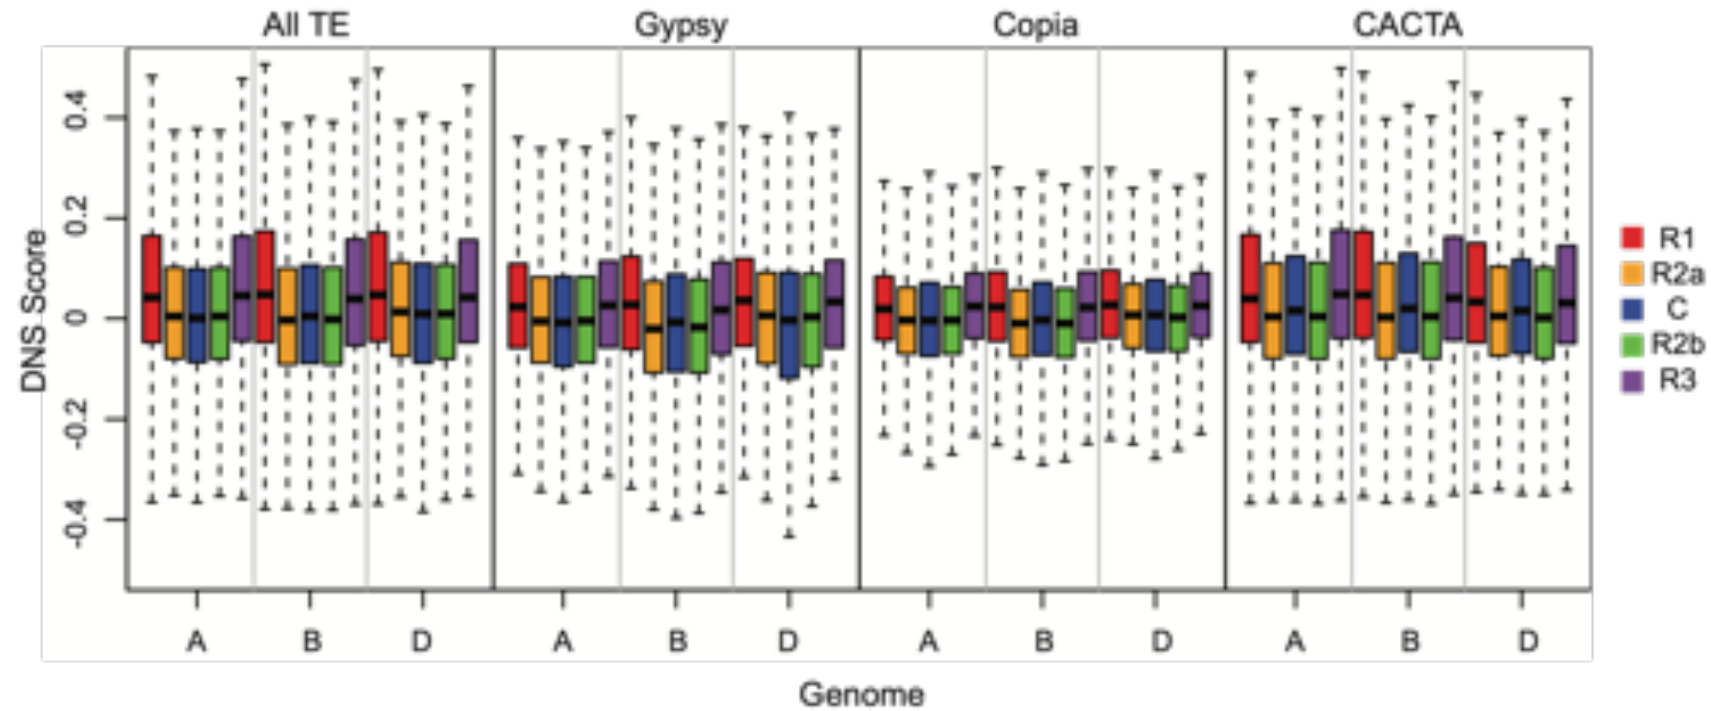 All TE Gypsy Copia CACTA
DNS Score
0.4
0.2
0
-0.2
-0.4
A B D A B D A B D A B D
Genome
R1
R2a
C
R2b
R3